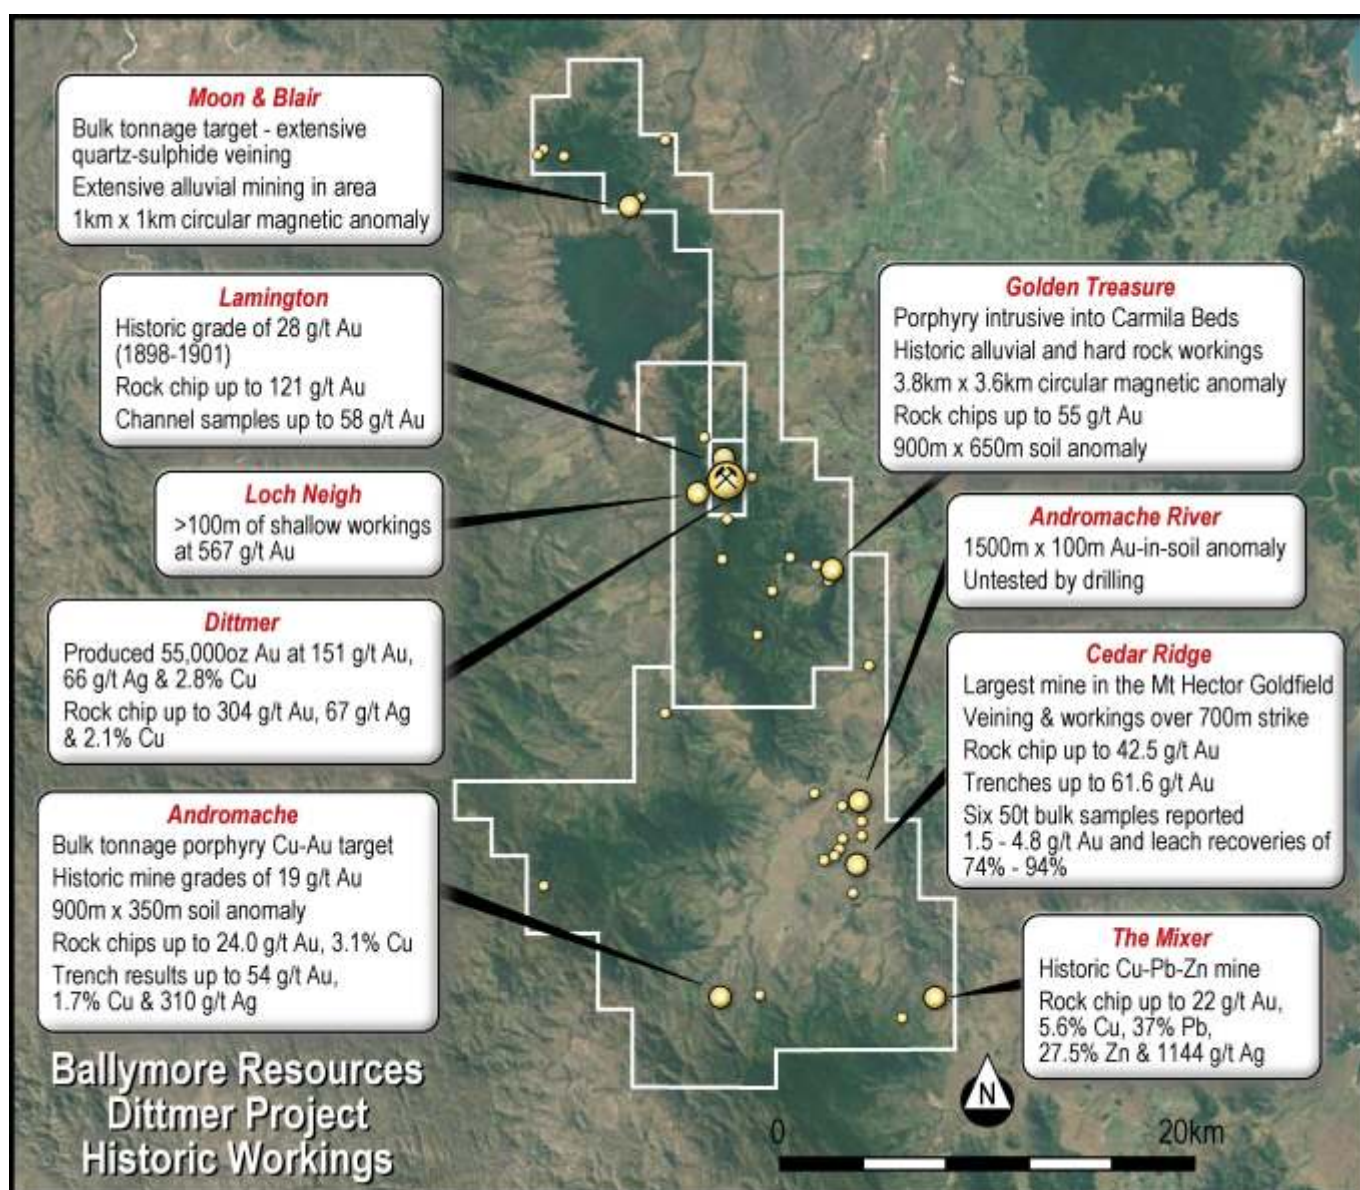 Moon & Blair
Bulk tonnage target - extensive
quartz-sulphide veining
Extensive alluvial mining in area
1km x 1km circular magnetic anomaly
Lamington
Historic grade of 28 g/t Au
(1898-1901)
Rock chip up to 121 g/t Au
Channel samples up to 58 g/t Au
Loch Neigh
>100m of shallow workings
at 567 g/t Au
Dittmer
Produced 55,000oz Au at 151 g/t Au,
66 g/t Ag & 2.8% Cu
Rock chip up to 304 g/t Au, 67 g/t Ag
& 2.1% Cu
Andromache
Bulk tonnage porphyry Cu-Au target
Historic mine grades of 19 g/t Au
900m x 350m soil anomaly
Rock chips up to 24.0 g/t Au, 3.1% Cu
Trench results up to 54 g/t Au,
1.7% Cu & 310 g/t Ag
Golden Treasure
Porphyry intrusive into Carmila Beds
Historic alluvial and hard rock workings
3.8km x 3.6km circular magnetic anomaly
Rock chips up to 55 g/t Au
900m x 650m soil anomaly
Andromache River
1500m x 100m Au-in-soil anomaly
Untested by drilling
Cedar Ridge
Largest mine in the Mt Hector Goldfield
Veining & workings over 700m strike
Rock chip up to 42.5 g/t Au
Trenches up to 61.6 g/t Au
Six 50t bulk samples reported
1.5 - 4.8 g/t Au and leach recoveries of
74% - 94%
The Mixer
Historic Cu-Pb-Zn mine
Rock chip up to 22 g/t Au,
5.6% Cu, 37% Pb,
27.5% Zn & 1144 g/t Ag
Ballymore Resources
Dittmer Project
Historic Workings
N
0 20km